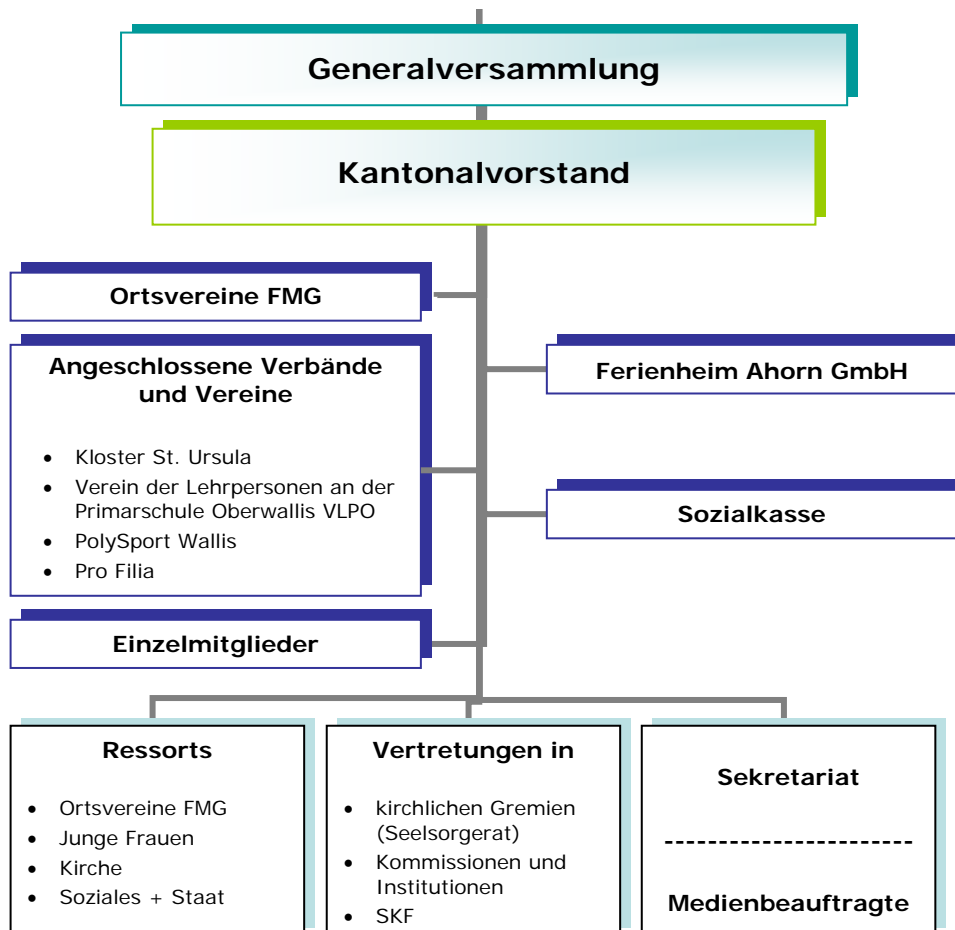 Generalversammlung
Kantonalvorstand
Ortsvereine FMG
Angeschlossene Verbände
und Vereine
• Kloster St. Ursula
• Verein der Lehrpersonen an der
Primarschule Oberwallis VLPO
• PolySport Wallis
• Pro Filia
Ferienheim Ahorn GmbH
Sozialkasse
Einzelmitglieder
Ressorts
• Ortsvereine FMG
• Junge Frauen
• Kirche
• Soziales + Staat
Vertretungen in
• kirchlichen Gremien
(Seelsorgerat)
• Kommissionen und
Institutionen
• SKF
Sekretariat
-----------------------
Medienbeauftragte